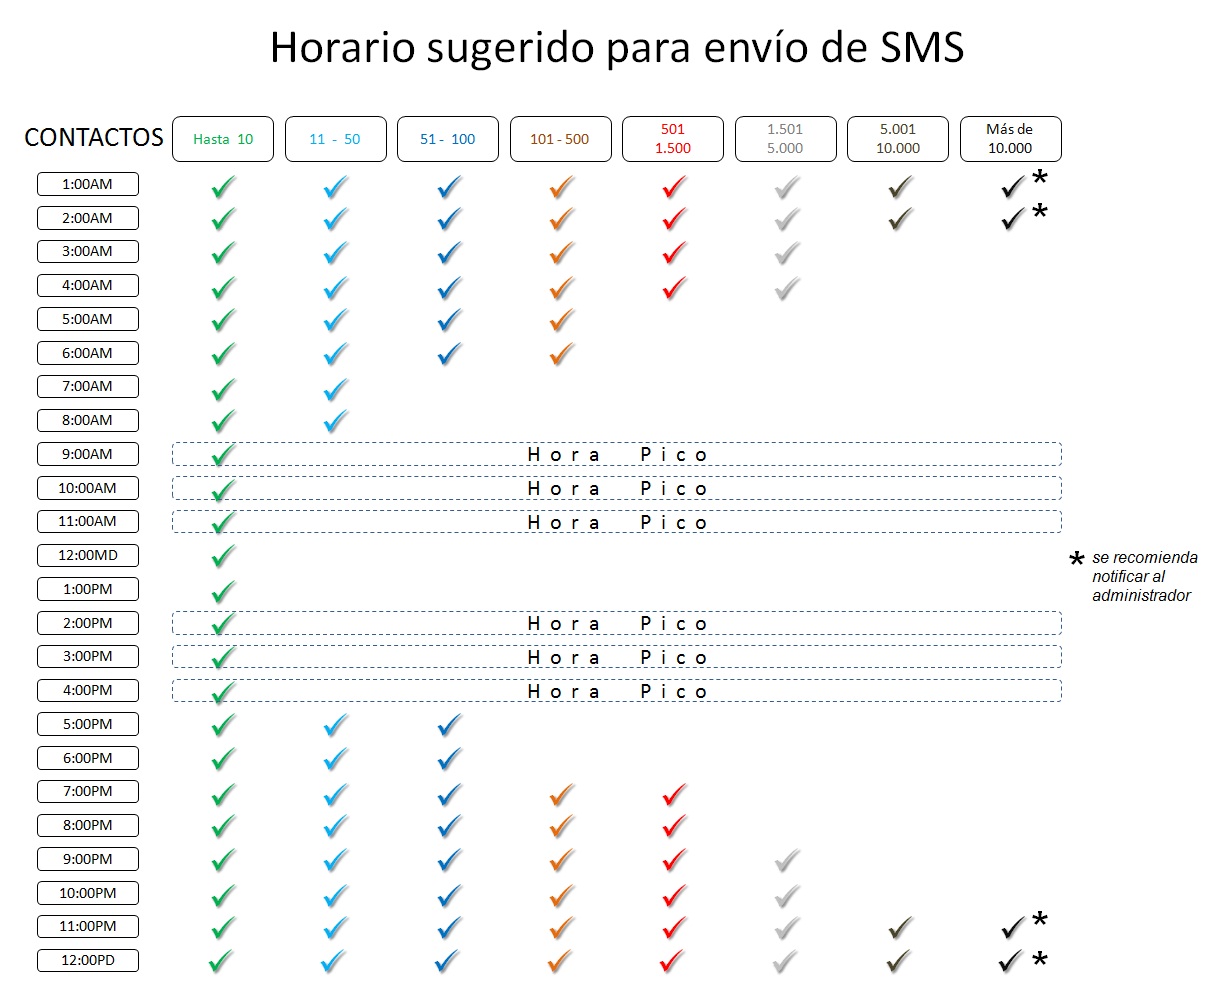 Horario sugerido para envío de SMS
CONTACTOS
Hasta 10
11 - 50
51 - 100
101 - 500
501
1.500
1.501
5.000
5.001
10.000
Más de
10.000
1:00AM
*
2:00AM
*
3:00AM
4:00AM
5:00AM
6:00AM
7:00AM
8:00AM
9:00AM
Hora Pico
10:00AM
Hora Pico
11:00AM
Hora Pico
12:00MD
* se recomienda
notificar al
administrador
1:00PM
2:00PM
Hora Pico
3:00PM
Hora Pico
4:00PM
Hora Pico
5:00PM
6:00PM
7:00PM
8:00PM
9:00PM
10:00PM
11:00PM
*
12:00PD
*